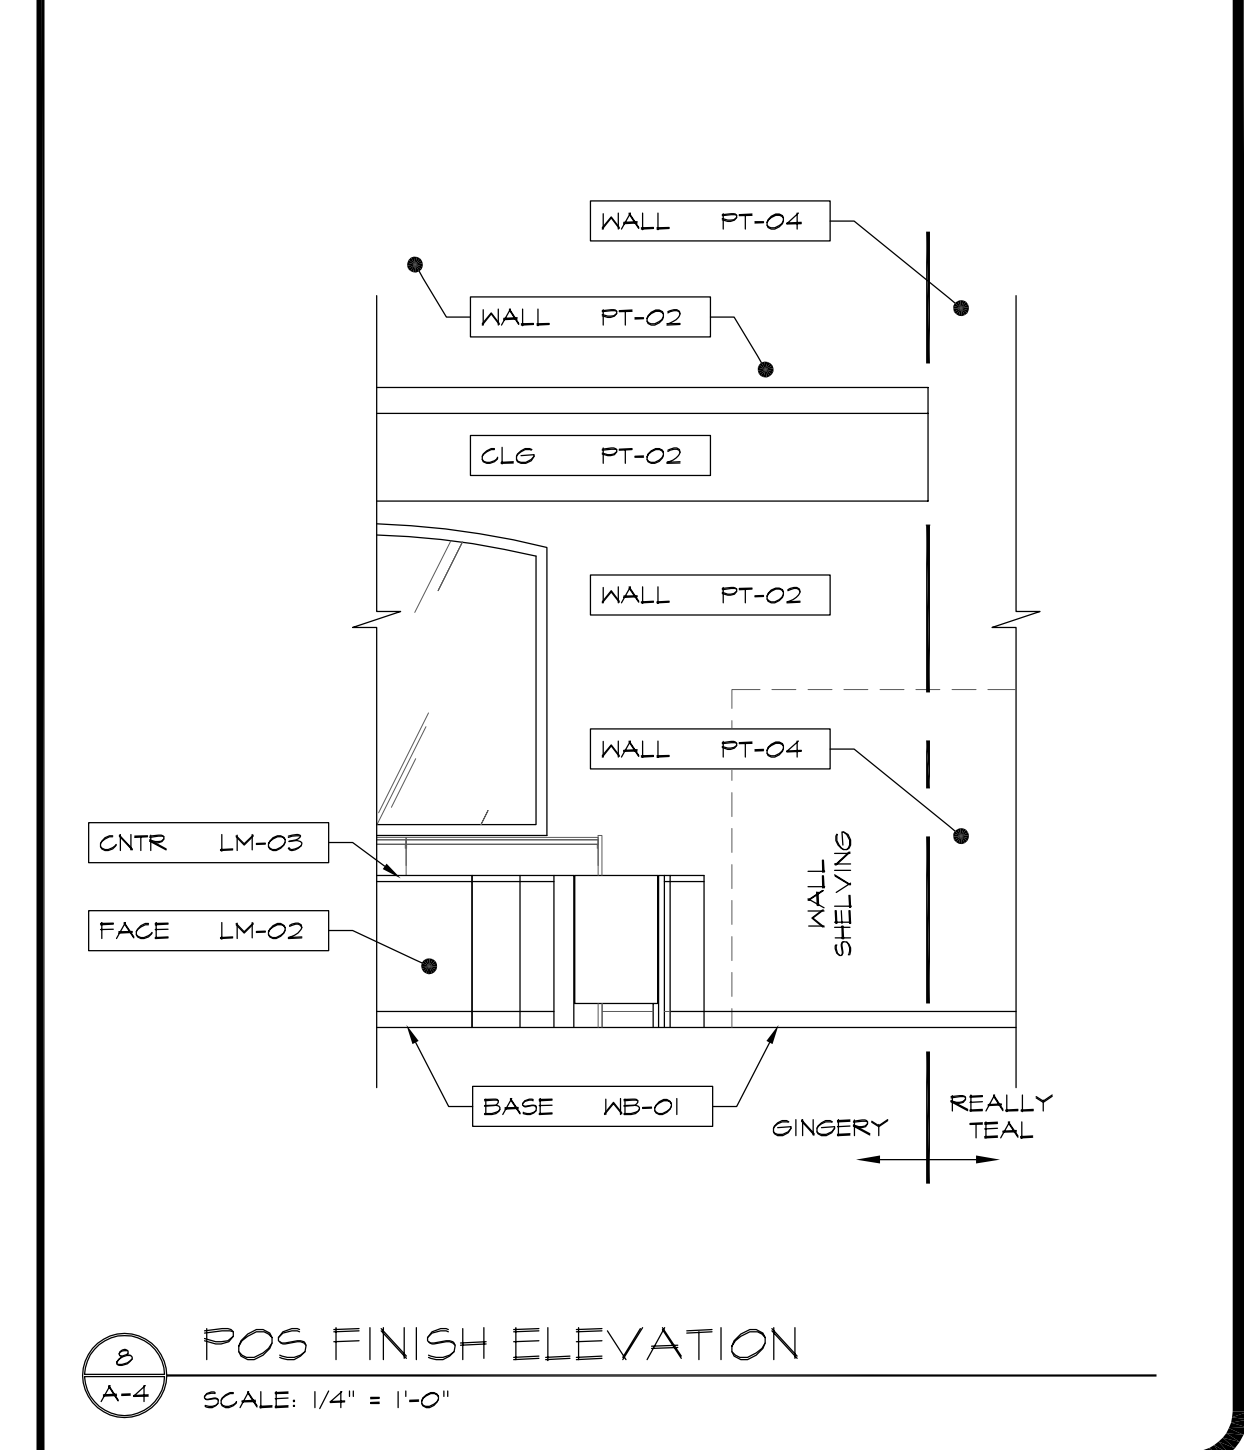 WALL PT-04
WALL PT-02
CLG PT-02
WALL PT-02
WALL PT-04
CNTR LM-03
WALL
SHELVING
FACE LM-02
BASE WB-01
GINGERY
REALLY
TEAL
8
A-4
POS FINISH ELEVATION
SCALE: 1/4" = 1'-0"